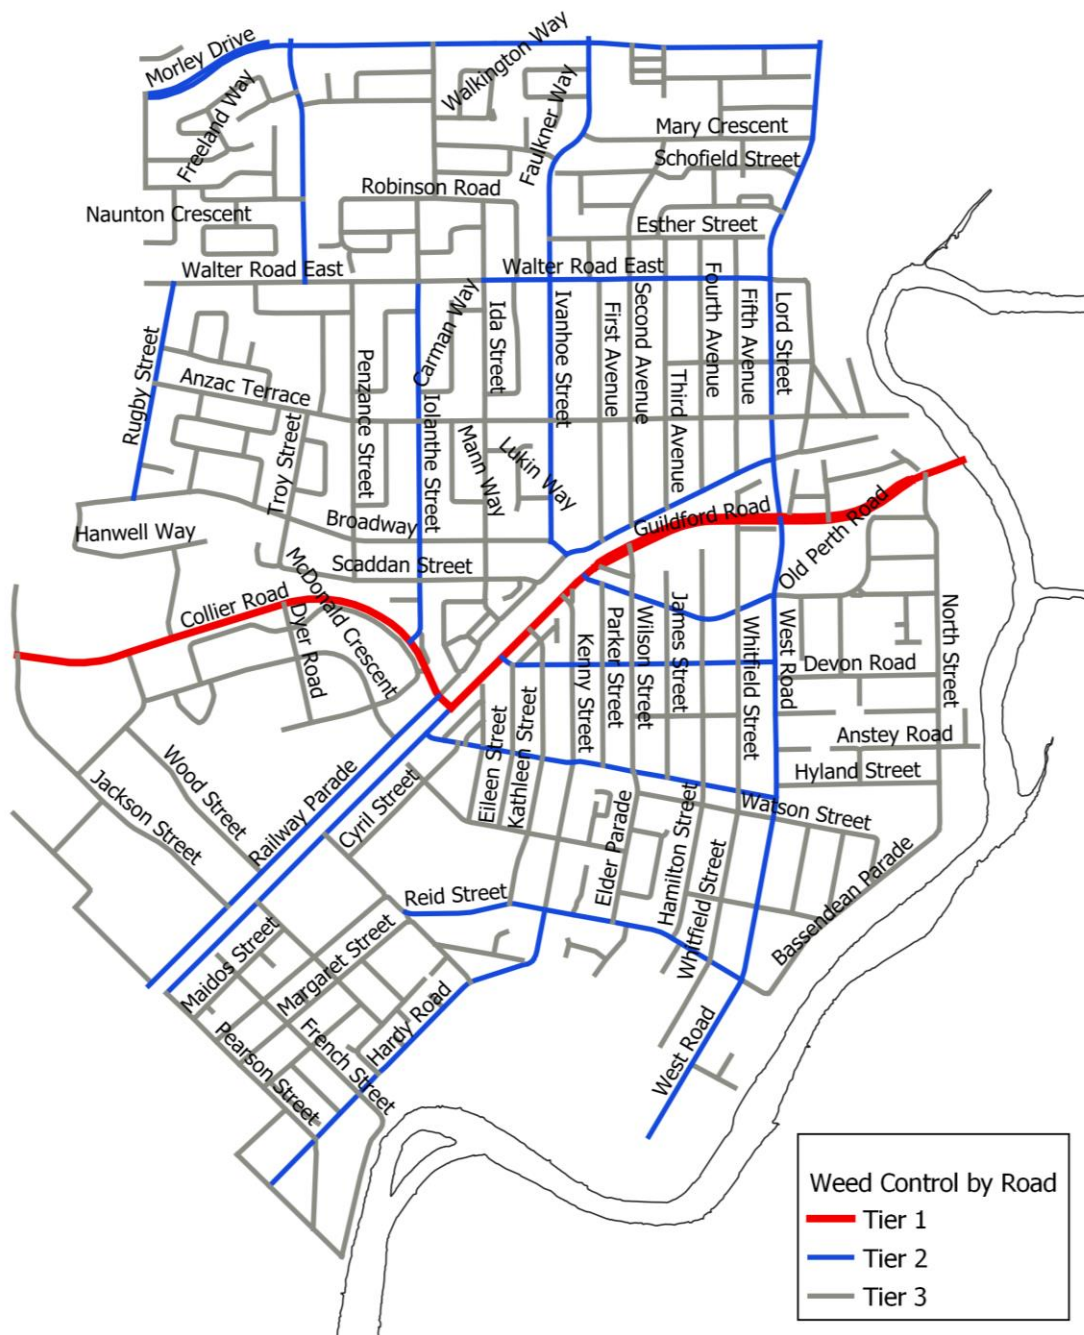 Morley Drive
Walkington Way
Freeland Way
Faulkner Way
Mary Crescent
Schofield Street
Robinson Road
Naunton Crescent
Esther Street
Walter Road East
Walter Road East
Carman Way
Ida Street
Ivanhoe Street
First Avenue
Second Avenue
Fourth Avenue
Fifth Avenue
Lord Street
Rugby Street
Anzac Terrace
Penzance Street
Iolanthe Street
Third Avenue
Troy Street
Mann Way
Lukin Way
Broadway
Guildford Road
Hanwell Way
Scaddan Street
Old Perth Road
McDonald Crescent
Collier Road
Dyer Road
Kenny Street
Parker Street
Wilson Street
James Street
Whitfield Street
West Road
North Street
Devon Road
Anstey Road
Hyland Street
Eileen Street
Kathleen Street
Wood Street
Jackson Street
Railway Parade
Cyril Street
Watson Street
Elder Parade
Hamilton Street
Whitfield Street
Bassendean Parade
Reid Street
Maidos Street
Margaret Street
Hardy Road
French Street
Pearson Street
West Road
Weed Control by Road
Tier 1
Tier 2
Tier 3